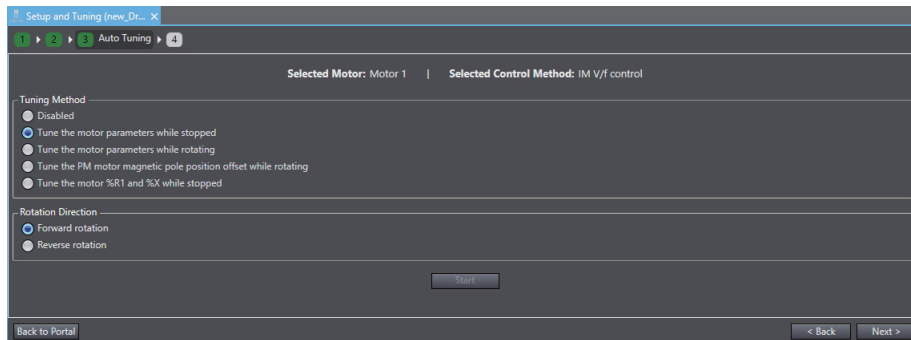 Setup and Tuning (new_Dr... ×
1 2 3 Auto Tuning 4
Selected Motor: Motor 1 | Selected Control Method: IM V/f control
Tuning Method
Disabled
Tune the motor parameters while stopped
Tune the motor parameters while rotating
Tune the PM motor magnetic pole position offset while rotating
Tune the motor %R1 and %X while stopped
Rotation Direction
Forward rotation
Reverse rotation
Start
Back to Portal < Back Next >